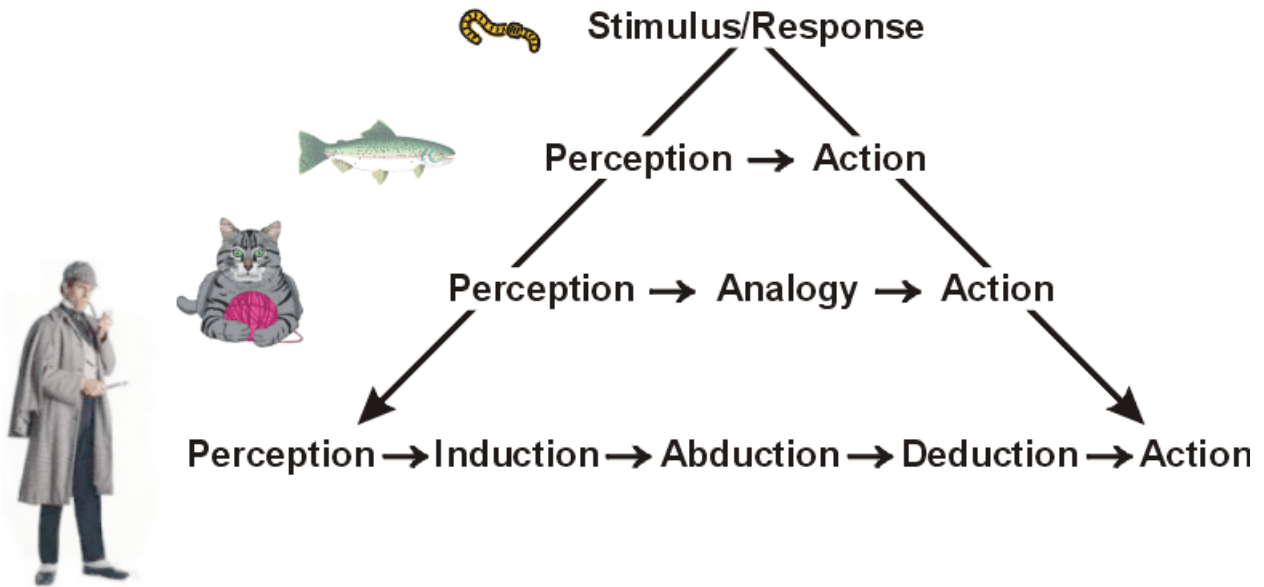 Stimulus/Response
Perception → Action
Perception → Analogy → Action
Perception → Induction → Abduction → Deduction → Action